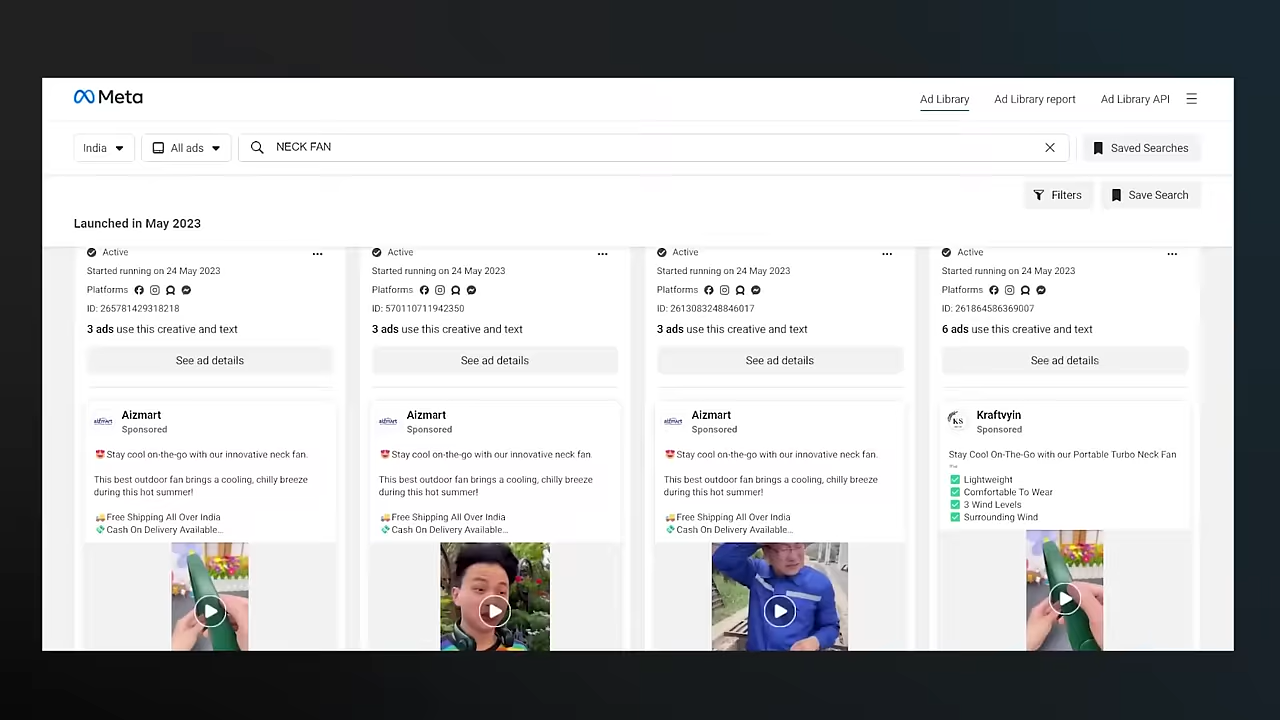 Meta
Ad Library
Ad Library report
Ad Library API
India
All ads
NECK FAN
Saved Searches
Filters
Save Search
Launched in May 2023
Active
Started running on 24 May 2023
Platforms
ID: 265781429318218
3 ads use this creative and text
See ad details
Aizmart
Sponsored
😍Stay cool on-the-go with our innovative neck fan.
This best outdoor fan brings a cooling, chilly breeze
during this hot summer!
🚚Free Shipping All Over India
💸Cash On Delivery Available...
Active
Started running on 24 May 2023
Platforms
ID: 570110711942350
3 ads use this creative and text
See ad details
Aizmart
Sponsored
😍Stay cool on-the-go with our innovative neck fan.
This best outdoor fan brings a cooling, chilly breeze
during this hot summer!
🚚Free Shipping All Over India
💸Cash On Delivery Available...
Active
Started running on 24 May 2023
Platforms
ID: 2613083248846017
3 ads use this creative and text
See ad details
Aizmart
Sponsored
😍Stay cool on-the-go with our innovative neck fan.
This best outdoor fan brings a cooling, chilly breeze
during this hot summer!
🚚Free Shipping All Over India
💸Cash On Delivery Available...
Active
Started running on 24 May 2023
Platforms
ID: 261864586369007
6 ads use this creative and text
See ad details
KS
Kraftvyin
Sponsored
Stay Cool On-The-Go with our Portable Turbo Neck Fan
✅ Lightweight
✅ Comfortable To Wear
✅ 3 Wind Levels
✅ Surrounding Wind